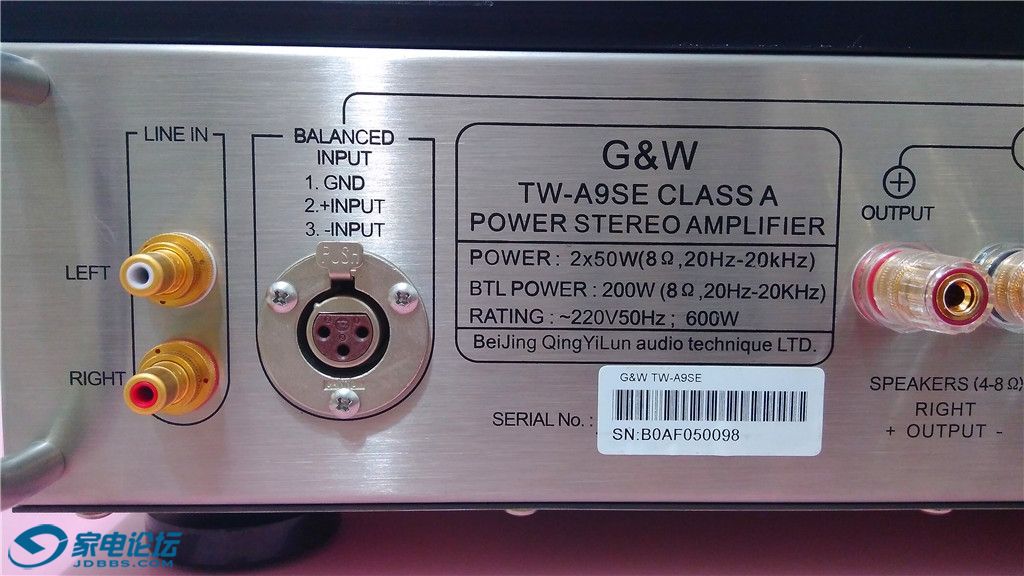 LINE IN
LEFT
RIGHT
BALANCED
INPUT
1. GND
2.+INPUT
3. -INPUT
PUSH
G&W
TW-A9SE CLASS A
POWER STEREO AMPLIFIER
POWER : 2x50W(8Ω,20Hz-20kHz)
BTL POWER : 200W (8Ω,20Hz-20KHz)
RATING : ~220V50Hz ; 600W
BeiJing QingYiLun audio technique LTD.
SERIAL No. :
G&W TW-A9SE
SN:B0AF050098
+
OUTPUT
SPEAKERS (4-8Ω)
RIGHT
+ OUTPUT -
家电论坛
JDBBS.COM